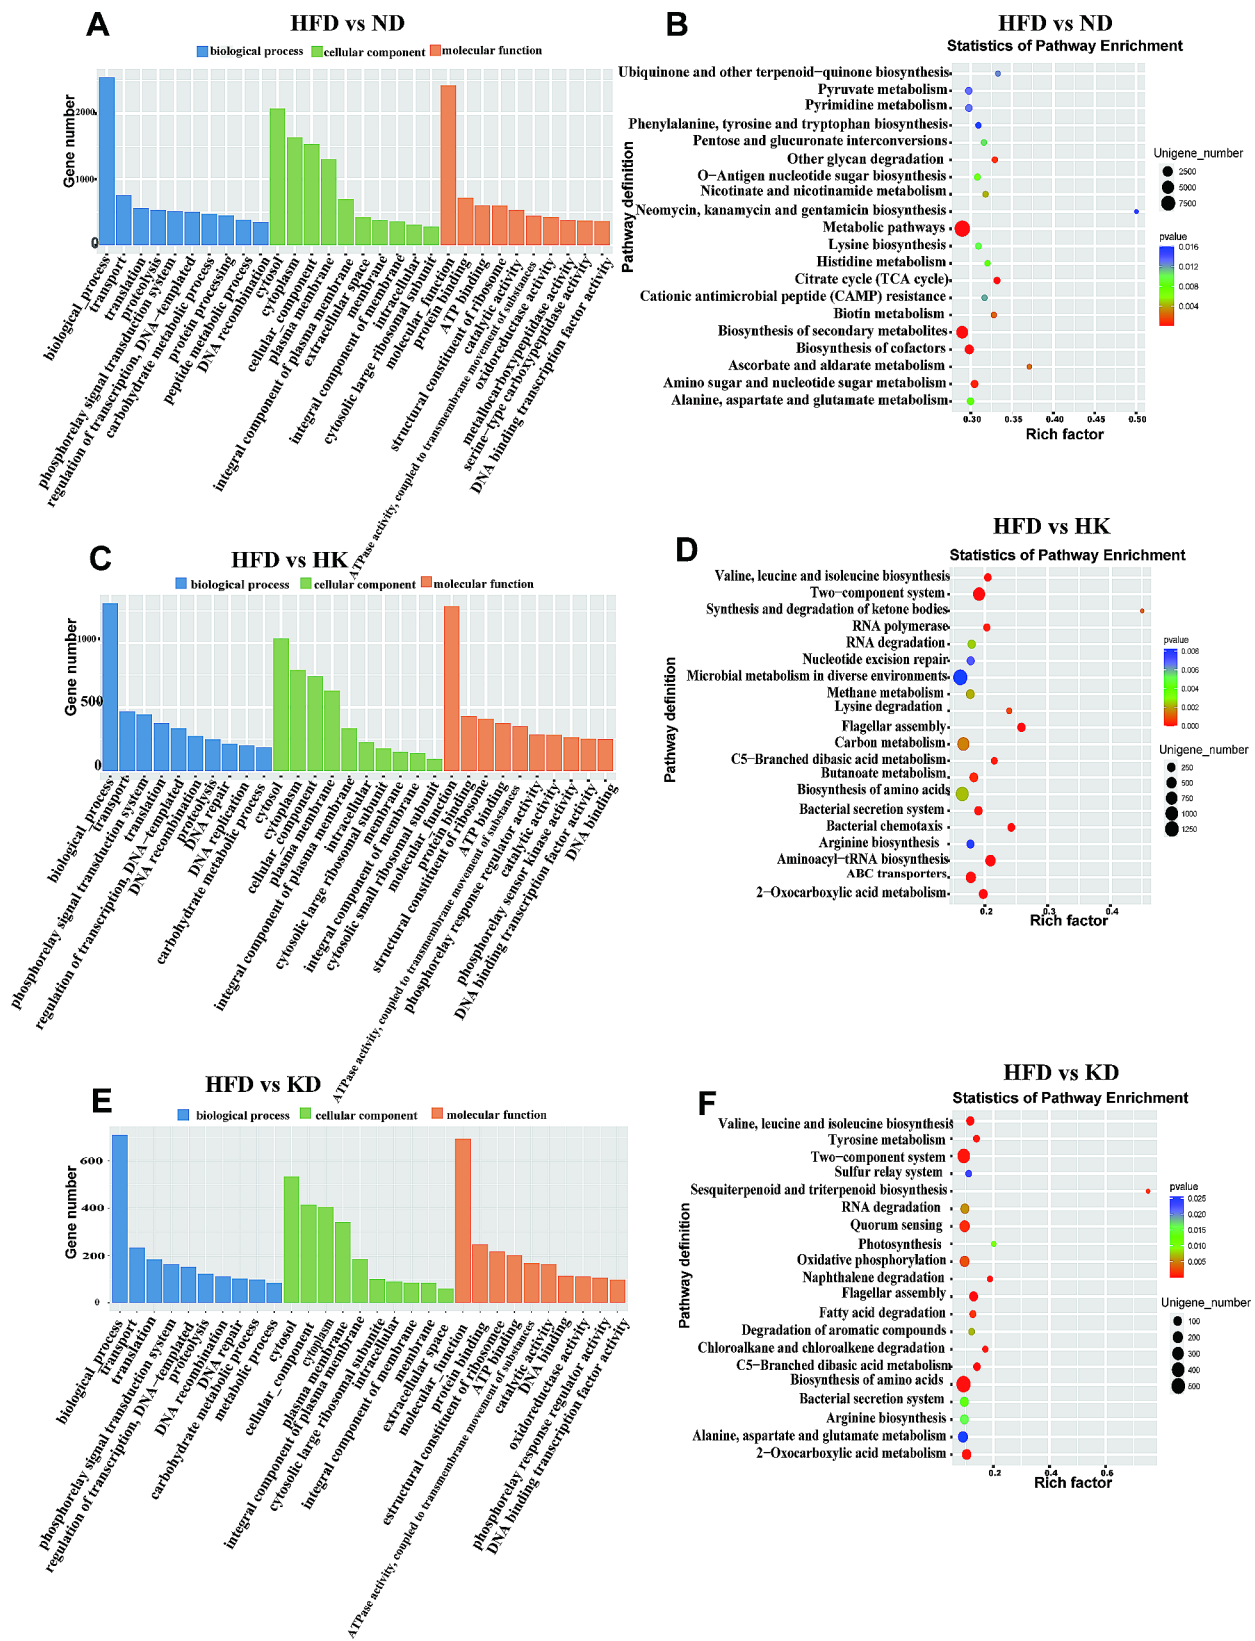 A
HFD vs ND
biological process
cellular component
molecular function
Gene number
2000
1000
0
biological_process
transport
translation
proteolysis
phosphorelay signal transduction system
regulation of transcription, DNA−templated
carbohydrate metabolic process
protein processing
peptide metabolic process
DNA recombination
cytosol
cytoplasm
cellular_component
plasma membrane
integral component of plasma membrane
extracellular space
membrane
integral component of membrane
intracellular
cytosolic large ribosomal subunit
molecular_function
protein binding
ATP binding
structural constituent of ribosome
catalytic activity
ATPase activity, coupled to transmembrane movement of substances
oxidoreductase activity
metallocarboxypeptidase activity
serine−type carboxypeptidase activity
DNA binding transcription factor activity
B
HFD vs ND
Statistics of Pathway Enrichment
Pathway definition
Ubiquinone and other terpenoid−quinone biosynthesis
Pyruvate metabolism
Pyrimidine metabolism
Phenylalanine, tyrosine and tryptophan biosynthesis
Pentose and glucuronate interconversions
Other glycan degradation
O−Antigen nucleotide sugar biosynthesis
Nicotinate and nicotinamide metabolism
Neomycin, kanamycin and gentamicin biosynthesis
Metabolic pathways
Lysine biosynthesis
Histidine metabolism
Citrate cycle (TCA cycle)
Cationic antimicrobial peptide (CAMP) resistance
Biotin metabolism
Biosynthesis of secondary metabolites
Biosynthesis of cofactors
Ascorbate and aldarate metabolism
Amino sugar and nucleotide sugar metabolism
Alanine, aspartate and glutamate metabolism
0.30 0.35 0.40 0.45 0.50
Rich factor
Unigene_number
2500
5000
7500
pvalue
0.016
0.012
0.008
0.004
C
HFD vs HK
biological process
cellular component
molecular function
Gene number
1000
500
0
biological_process
transport
phosphorelay signal transduction system
translation
regulation of transcription, DNA−templated
DNA recombination
proteolysis
DNA repair
DNA replication
carbohydrate metabolic process
cytosol
cytoplasm
cellular_component
plasma membrane
integral component of plasma membrane
intracellular
cytosolic large ribosomal subunit
membrane
integral component of membrane
cytosolic small ribosomal subunit
molecular_function
protein binding
structural constituent of ribosome
ATP binding
ATPase activity, coupled to transmembrane movement of substances
phosphorelay response regulator activity
catalytic activity
phosphorelay sensor kinase activity
DNA binding transcription factor activity
DNA binding
D
HFD vs HK
Statistics of Pathway Enrichment
Pathway definition
Valine, leucine and isoleucine biosynthesis
Two−component system
Synthesis and degradation of ketone bodies
RNA polymerase
RNA degradation
Nucleotide excision repair
Microbial metabolism in diverse environments
Methane metabolism
Lysine degradation
Flagellar assembly
Carbon metabolism
C5−Branched dibasic acid metabolism
Butanoate metabolism
Biosynthesis of amino acids
Bacterial secretion system
Bacterial chemotaxis
Arginine biosynthesis
Aminoacyl−tRNA biosynthesis
ABC transporters
2−Oxocarboxylic acid metabolism
0.2 0.3 0.4
Rich factor
pvalue
0.008
0.006
0.004
0.002
0.000
Unigene_number
250
500
750
1000
1250
E
HFD vs KD
biological process
cellular component
molecular function
Gene number
600
400
200
0
biological_process
transport
translation
phosphorelay signal transduction system
regulation of transcription, DNA−templated
proteolysis
DNA recombination
DNA repair
carbohydrate metabolic process
metabolic process
cytosol
cellular_component
cytoplasm
plasma membrane
integral component of plasma membrane
cytosolic large ribosomal subunite
intracellular
integral component of membrane
membrane
extracellular space
molecular_function
protein binding
estructural constituent of ribosomee
ATP binding
ATPase activity, coupled to transmembrane movement of substances
catalytic activity
DNA binding
oxidoreductase activity
phosphorelay response regulator activity
DNA binding transcription factor activity
F
HFD vs KD
Statistics of Pathway Enrichment
Pathway definition
Valine, leucine and isoleucine biosynthesis
Tyrosine metabolism
Two−component system
Sulfur relay system
Sesquiterpenoid and triterpenoid biosynthesis
RNA degradation
Quorum sensing
Photosynthesis
Oxidative phosphorylation
Naphthalene degradation
Flagellar assembly
Fatty acid degradation
Degradation of aromatic compounds
Chloroalkane and chloroalkene degradation
C5−Branched dibasic acid metabolism
Biosynthesis of amino acids
Bacterial secretion system
Arginine biosynthesis
Alanine, aspartate and glutamate metabolism
2−Oxocarboxylic acid metabolism
0.2 0.4 0.6
Rich factor
pvalue
0.025
0.020
0.015
0.010
0.005
Unigene_number
100
200
300
400
500